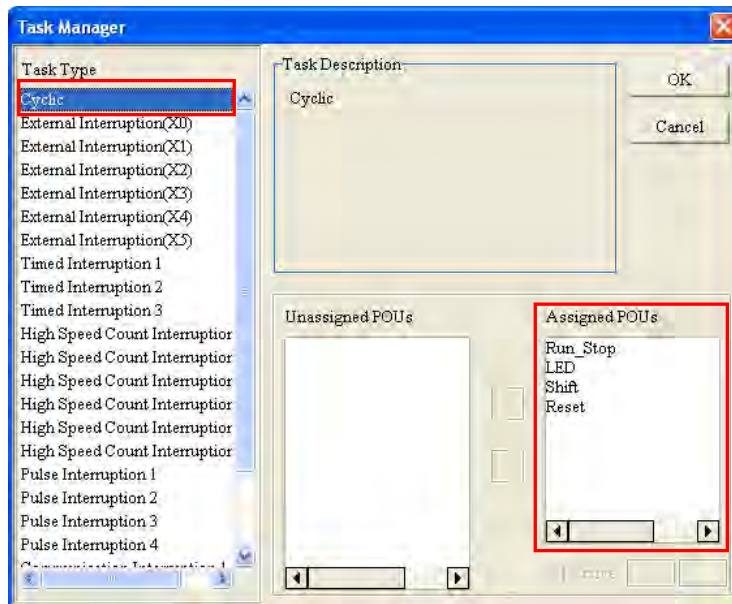 Task Manager
Task Type
Cyclic
External Interruption(X0)
External Interruption(X1)
External Interruption(X2)
External Interruption(X3)
External Interruption(X4)
External Interruption(X5)
Timed Interruption 1
Timed Interruption 2
Timed Interruption 3
High Speed Count Interruption
High Speed Count Interruption
High Speed Count Interruption
High Speed Count Interruption
High Speed Count Interruption
High Speed Count Interruption
Pulse Interruption 1
Pulse Interruption 2
Pulse Interruption 3
Pulse Interruption 4
Communication Interruption 1
Task Description
Cyclic
OK
Cancel
Unassigned POUs
Assigned POUs
Run_Stop
LED
Shift
Reset